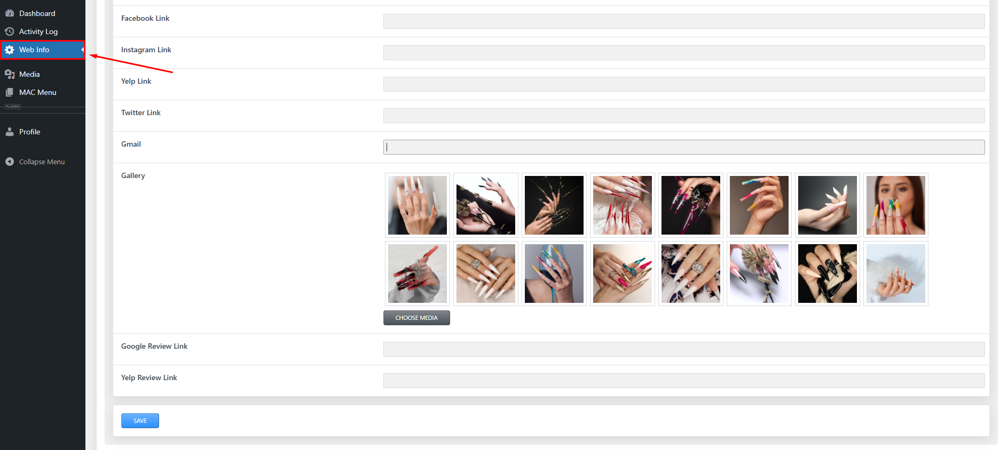 Dashboard
Activity Log
Web Info
Media
MAC Menu
PLUGINS
Profile
Collapse Menu
Facebook Link
Instagram Link
Yelp Link
Twitter Link
Gmail
Gallery
CHOOSE MEDIA
Google Review Link
Yelp Review Link
SAVE